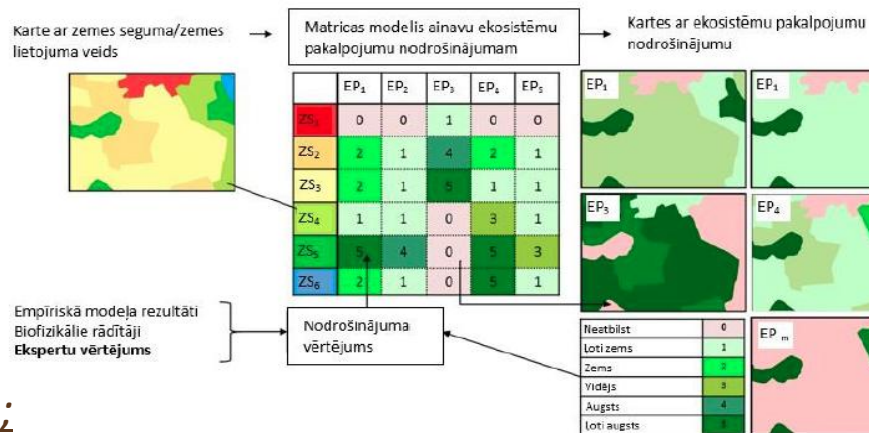 Karte ar zemes seguma/zemes
lietojuma veids
Matricas modelis ainavu ekosistēmu
pakalpojumu nodrošinājumam
Kartes ar ekosistēmu pakalpojumu
nodrošinājumu
EP₁ EP₂ EP₃ EP₄ EP₅
ZS₁ 0 0 1 0 0
ZS₂ 2 1 4 2 1
ZS₃ 2 1 5 1 1
ZS₄ 1 1 0 3 1
ZS₅ 5 4 0 5 3
ZS₆ 2 1 0 5 1
EP₁
EP₁
EP₃
EP₄
EP m
Empīriskā modeļa rezultāti
Biofizikālie rādītāji
Ekspertu vērtējums
Nodrošinājuma
vērtējums
Neatbilst 0
Ļoti zems 1
Zems 2
Vidējs 3
Augsts 4
Ļoti augsts 5